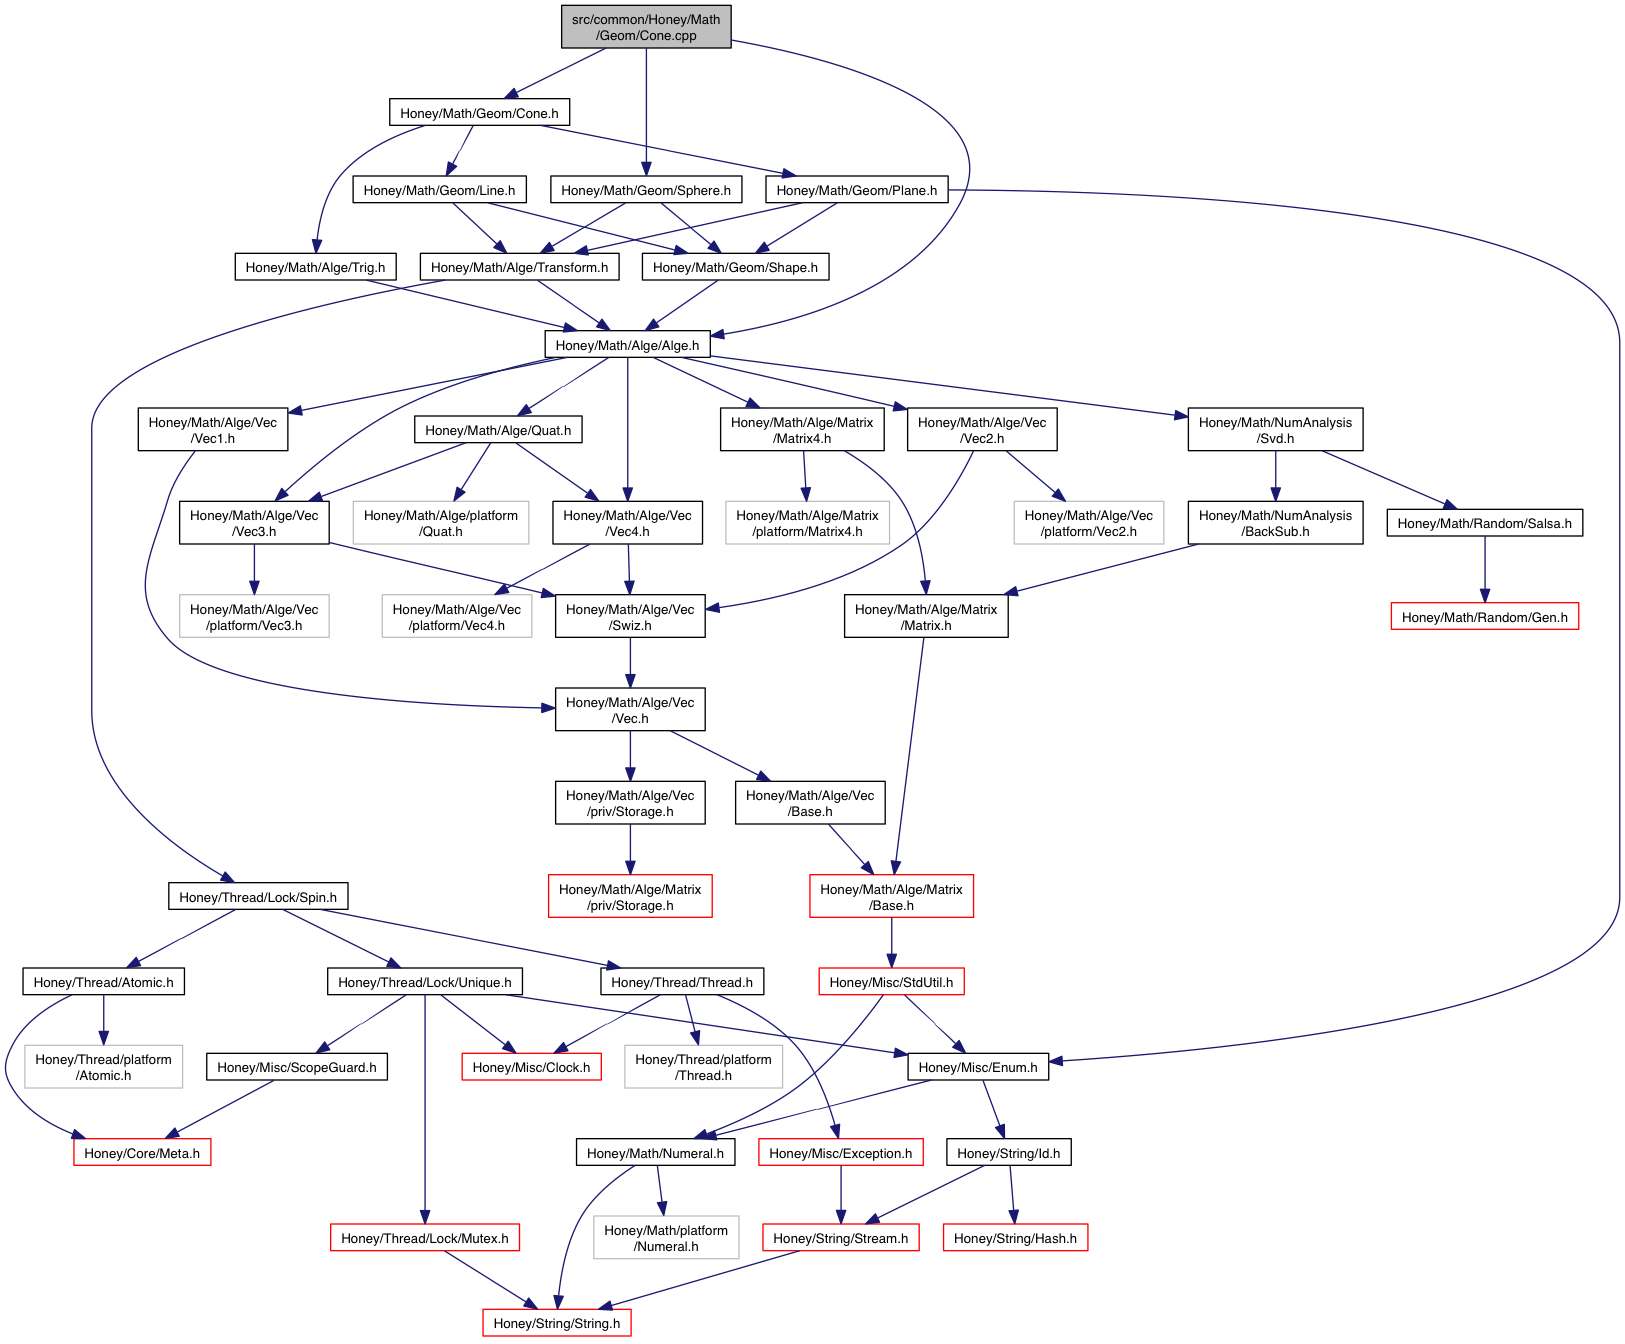 src/common/Honey/Math
/Geom/Cone.cpp
Honey/Math/Geom/Cone.h
Honey/Math/Geom/Line.h
Honey/Math/Geom/Sphere.h
Honey/Math/Geom/Plane.h
Honey/Math/Alge/Trig.h
Honey/Math/Alge/Transform.h
Honey/Math/Geom/Shape.h
Honey/Math/Alge/Alge.h
Honey/Math/Alge/Vec
/Vec1.h
Honey/Math/Alge/Quat.h
Honey/Math/Alge/Matrix
/Matrix4.h
Honey/Math/Alge/Vec
/Vec2.h
Honey/Math/NumAnalysis
/Svd.h
Honey/Math/Alge/Vec
/Vec3.h
Honey/Math/Alge/platform
/Quat.h
Honey/Math/Alge/Vec
/Vec4.h
Honey/Math/Alge/Matrix
/platform/Matrix4.h
Honey/Math/Alge/Vec
/platform/Vec2.h
Honey/Math/NumAnalysis
/BackSub.h
Honey/Math/Random/Salsa.h
Honey/Math/Alge/Vec
/platform/Vec3.h
Honey/Math/Alge/Vec
/platform/Vec4.h
Honey/Math/Alge/Vec
/Swiz.h
Honey/Math/Alge/Matrix
/Matrix.h
Honey/Math/Random/Gen.h
Honey/Math/Alge/Vec
/Vec.h
Honey/Math/Alge/Vec
/priv/Storage.h
Honey/Math/Alge/Vec
/Base.h
Honey/Thread/Lock/Spin.h
Honey/Math/Alge/Matrix
/priv/Storage.h
Honey/Math/Alge/Matrix
/Base.h
Honey/Thread/Atomic.h
Honey/Thread/Lock/Unique.h
Honey/Thread/Thread.h
Honey/Misc/StdUtil.h
Honey/Thread/platform
/Atomic.h
Honey/Misc/ScopeGuard.h
Honey/Misc/Clock.h
Honey/Thread/platform
/Thread.h
Honey/Misc/Enum.h
Honey/Core/Meta.h
Honey/Math/Numeral.h
Honey/Misc/Exception.h
Honey/String/Id.h
Honey/Thread/Lock/Mutex.h
Honey/Math/platform
/Numeral.h
Honey/String/Stream.h
Honey/String/Hash.h
Honey/String/String.h